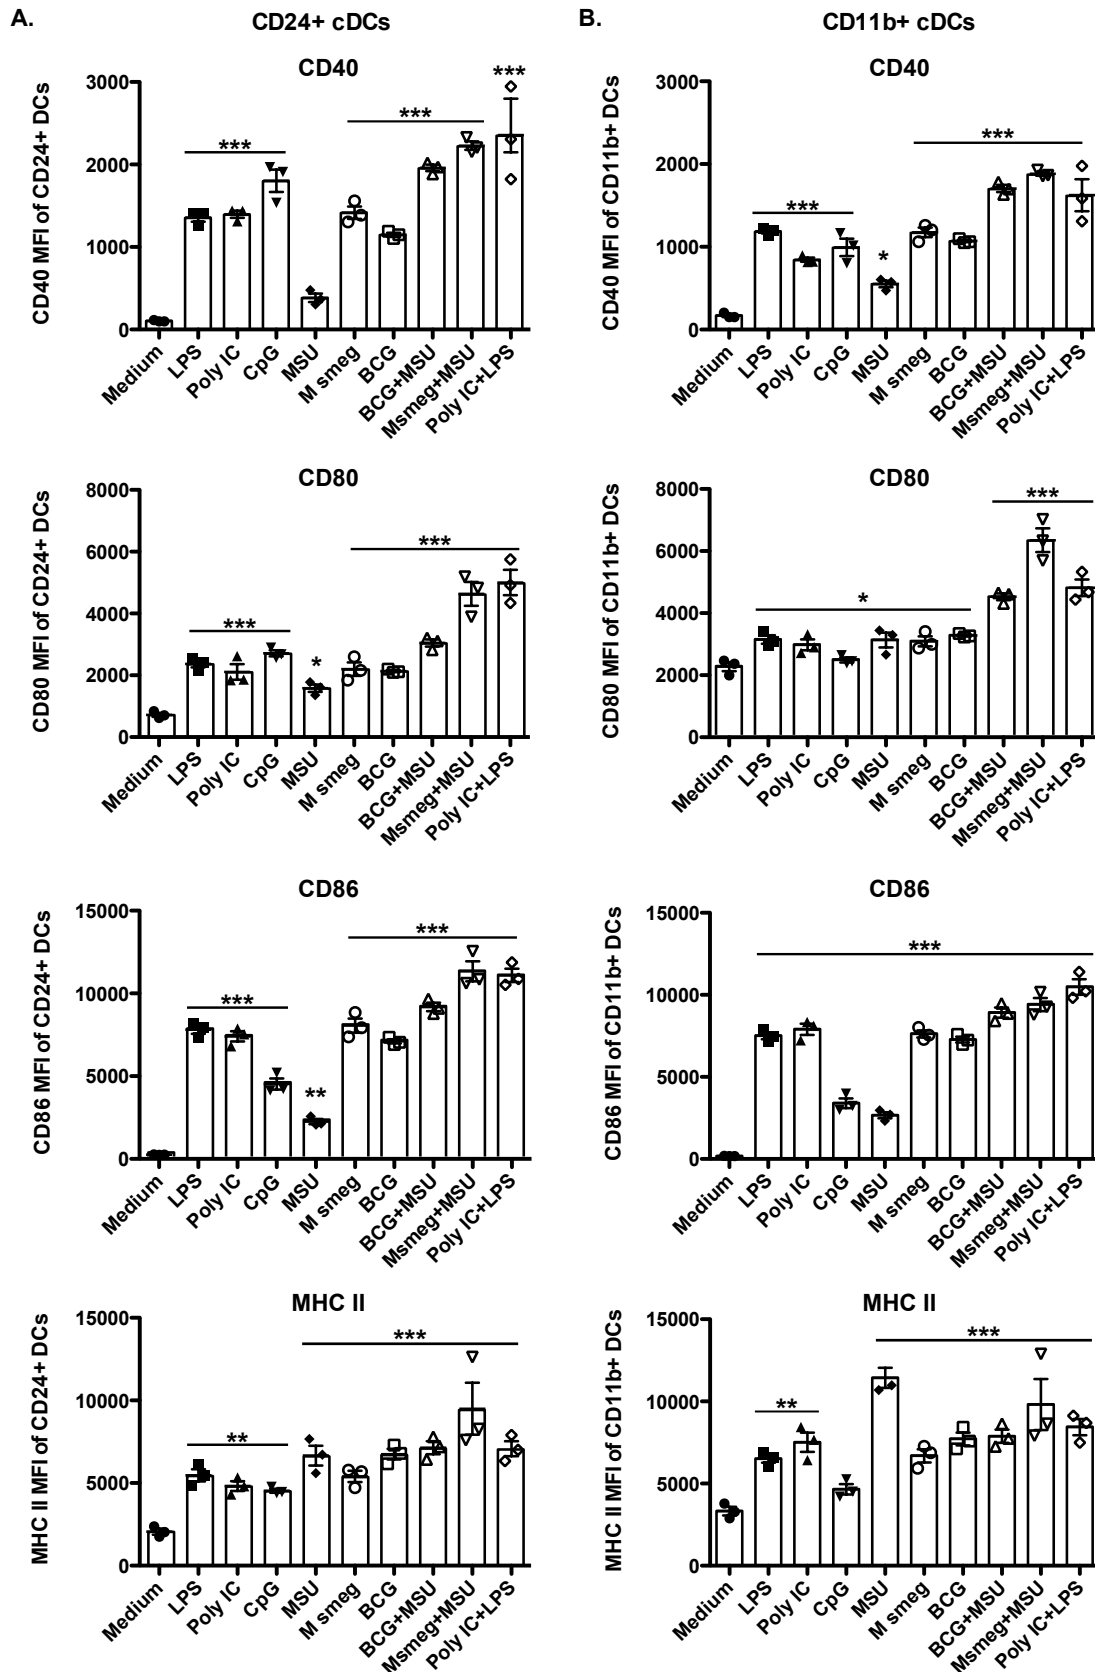 A.
CD24+ cDCs
CD40
CD40 MFI of CD24+ DCs
3000
2000
1000
0
***
***
***
Medium
LPS
Poly IC
CpG
MSU
M smeg
BCG
BCG+MSU
Msmeg+MSU
Poly IC+LPS
CD80
CD80 MFI of CD24+ DCs
8000
6000
4000
2000
0
***
*
***
Medium
LPS
Poly IC
CpG
MSU
M smeg
BCG
BCG+MSU
Msmeg+MSU
Poly IC+LPS
CD86
CD86 MFI of CD24+ DCs
15000
10000
5000
0
***
**
***
Medium
LPS
Poly IC
CpG
MSU
M smeg
BCG
BCG+MSU
Msmeg+MSU
Poly IC+LPS
MHC II
MHC II MFI of CD24+ DCs
15000
10000
5000
0
**
***
Medium
LPS
Poly IC
CpG
MSU
M smeg
BCG
BCG+MSU
Msmeg+MSU
Poly IC+LPS
B.
CD11b+ cDCs
CD40
CD40 MFI of CD11b+ DCs
3000
2000
1000
0
***
*
***
Medium
LPS
Poly IC
CpG
MSU
M smeg
BCG
BCG+MSU
Msmeg+MSU
Poly IC+LPS
CD80
CD80 MFI of CD11b+ DCs
8000
6000
4000
2000
0
*
***
Medium
LPS
Poly IC
CpG
MSU
M smeg
BCG
BCG+MSU
Msmeg+MSU
Poly IC+LPS
CD86
CD86 MFI of CD11b+ DCs
15000
10000
5000
0
***
Medium
LPS
Poly IC
CpG
MSU
M smeg
BCG
BCG+MSU
Msmeg+MSU
Poly IC+LPS
MHC II
MHC II MFI of CD11b+ DCs
15000
10000
5000
0
**
***
Medium
LPS
Poly IC
CpG
MSU
M smeg
BCG
BCG+MSU
Msmeg+MSU
Poly IC+LPS